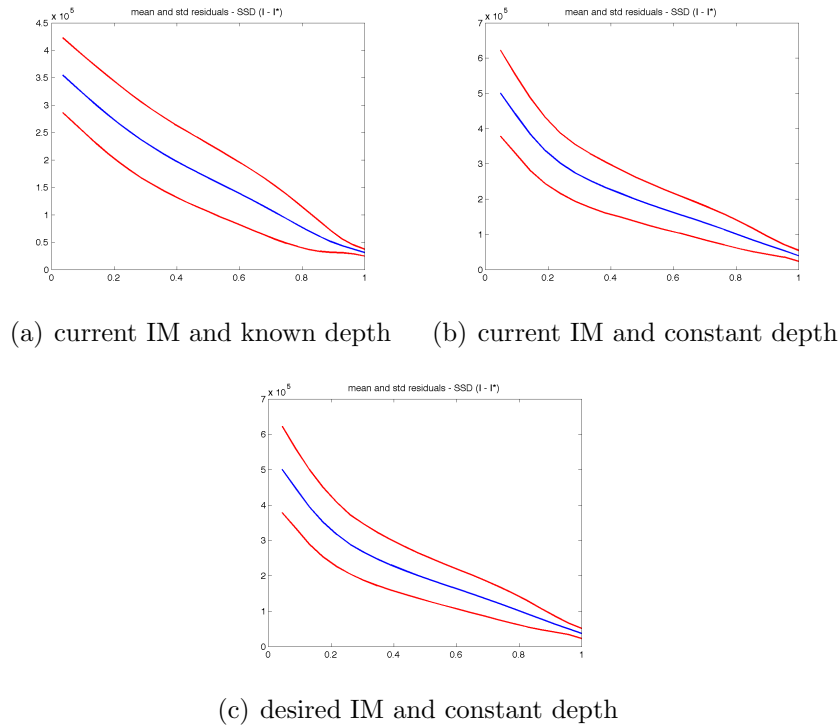 mean and std residuals - SSD (I - I*)
x 10^5
4.5
4
3.5
3
2.5
2
1.5
1
0.5
0
0 0.2 0.4 0.6 0.8 1
(a) current IM and known depth
mean and std residuals - SSD (I - I*)
x 10^5
7
6
5
4
3
2
1
0
0 0.2 0.4 0.6 0.8 1
(b) current IM and constant depth
mean and std residuals - SSD (I - I*)
x 10^5
7
6
5
4
3
2
1
0
0 0.2 0.4 0.6 0.8 1
(c) desired IM and constant depth